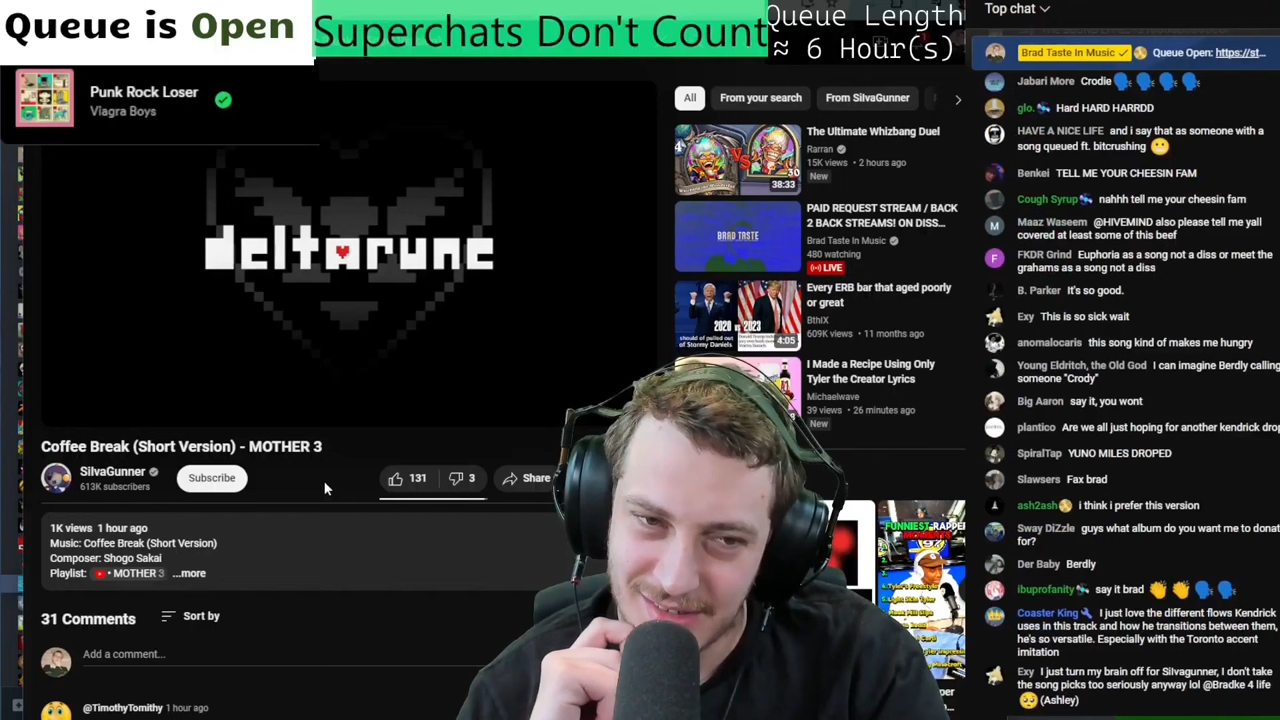 Queue is Open
Superchats Don't Count
Queue Length
≈ 6 Hour(s)
Punk Rock Loser
Viagra Boys
deltarune
Coffee Break (Short Version) - MOTHER 3
SilvaGunner
613K subscribers
Subscribe
131
3
Share
1K views 1 hour ago
Music: Coffee Break (Short Version)
Composer: Shogo Sakai
Playlist: • MOTHER 3 ...more
31 Comments
Sort by
Add a comment...
@TimothyTomithy 1 hour ago
All
From your search
From SilvaGunner
The Ultimate Whizbang Duel
Rarran
15K views • 2 hours ago
New
38:33
PAID REQUEST STREAM / BACK
2 BACK STREAMS! ON DISS...
Brad Taste In Music
480 watching
LIVE
BRAD TASTE
Every ERB bar that aged poorly
or great
BthIX
609K views • 11 months ago
2020 vs 2023
4:05
I Made a Recipe Using Only
Tyler the Creator Lyrics
Michaelwave
39 views • 26 minutes ago
New
FUNNIEST RAPPER
Top chat
Brad Taste In Music Queue Open: https://st...
Jabari More Crodie
glo. Hard HARD HARRDD
HAVE A NICE LIFE and i say that as someone with a
song queued ft. bitcrushing
Benkei TELL ME YOUR CHEESIN FAM
Cough Syrup nahhh tell me your cheesin fam
Maaz Waseem @HIVEMIND also please tell me yall
covered at least some of this beef
FKDR Grind Euphoria as a song not a diss or meet the
grahams as a song not a diss
B. Parker It's so good.
Exy This is so sick wait
anomalocaris this song kind of makes me hungry
Young Eldritch, the Old God I can imagine Berdly calling
someone "Crody"
Big Aaron say it, you wont
plantico Are we all just hoping for another kendrick drop
SpiralTap YUNO MILES DROPPED
Slawsers Fax brad
ash2ash i think i prefer this version
Sway DiZzle guys what album do you want me to donat
for?
Der Baby Berdly
ibuprofanity say it brad
Coaster King I just love the different flows Kendrick
uses in this track and how he transitions between them,
he's so versatile. Especially with the Toronto accent
imitation
Exy I just turn my brain off for Silvagunner, I don't take
the song picks too seriously anyway lol @Bradke 4 life
(Ashley)